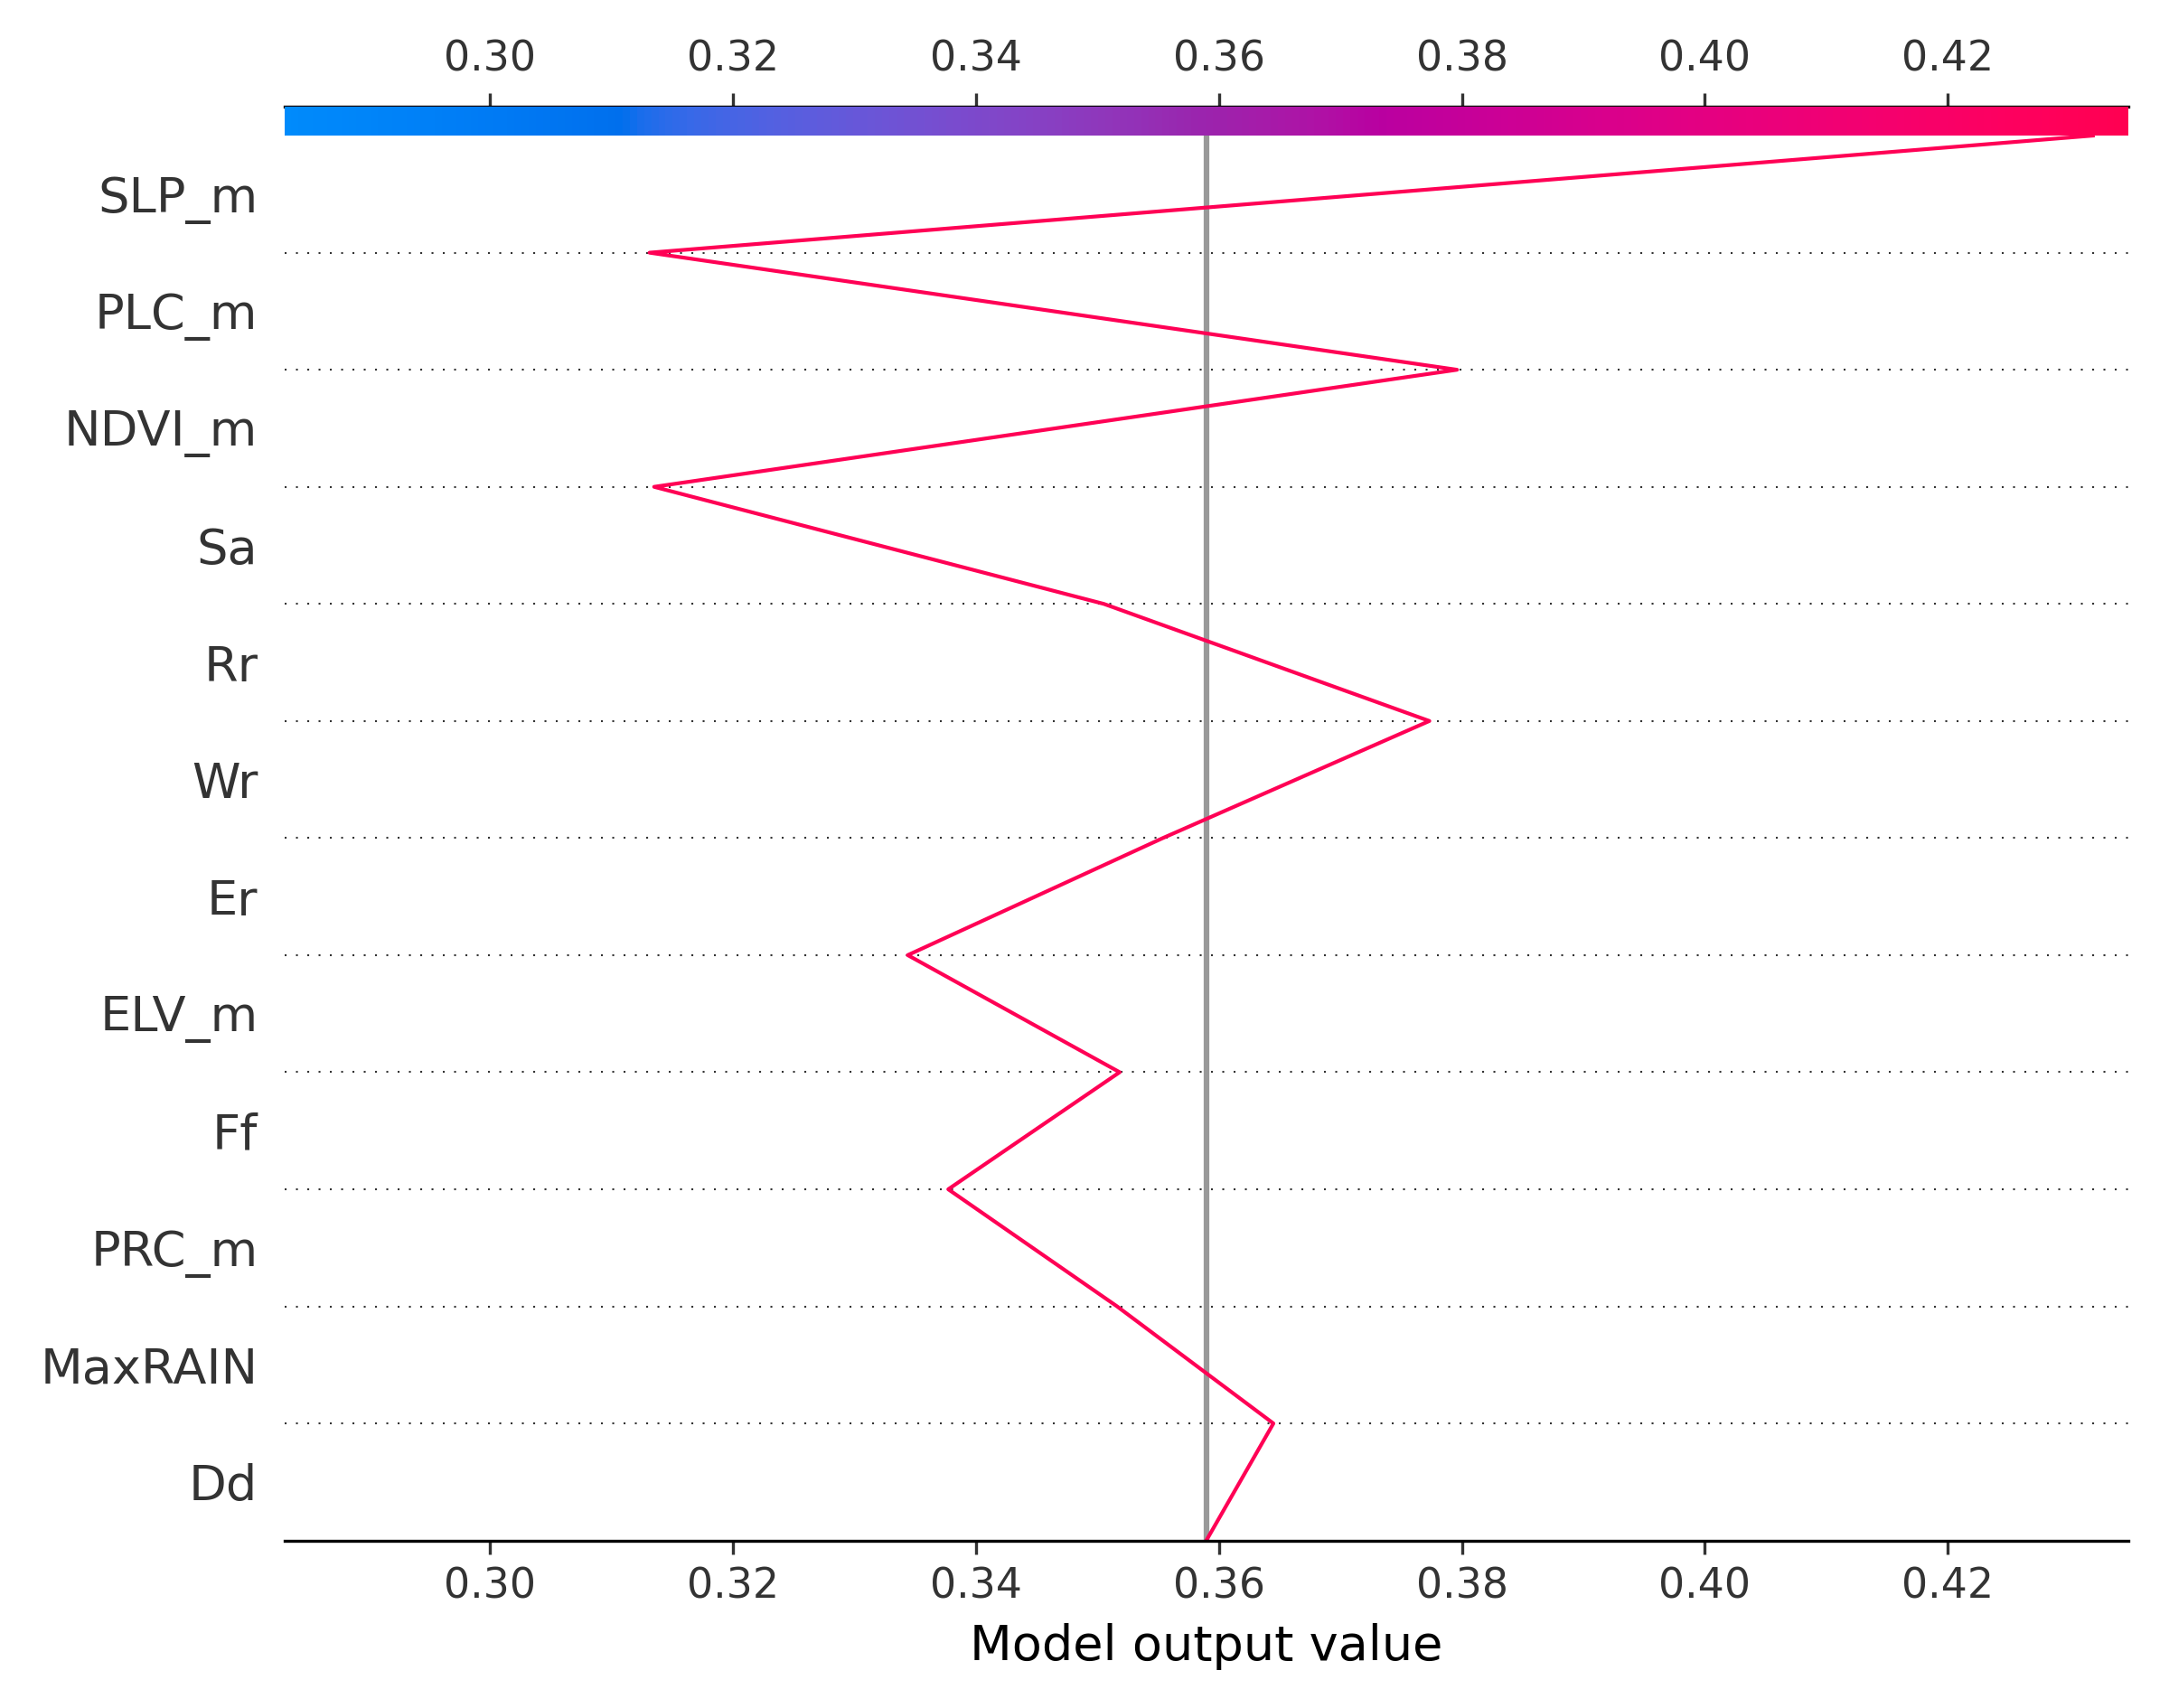 0.30 0.32 0.34 0.36 0.38 0.40 0.42
SLP_m
PLC_m
NDVI_m
Sa
Rr
Wr
Er
ELV_m
Ff
PRC_m
MaxRAIN
Dd
0.30 0.32 0.34 0.36 0.38 0.40 0.42
Model output value